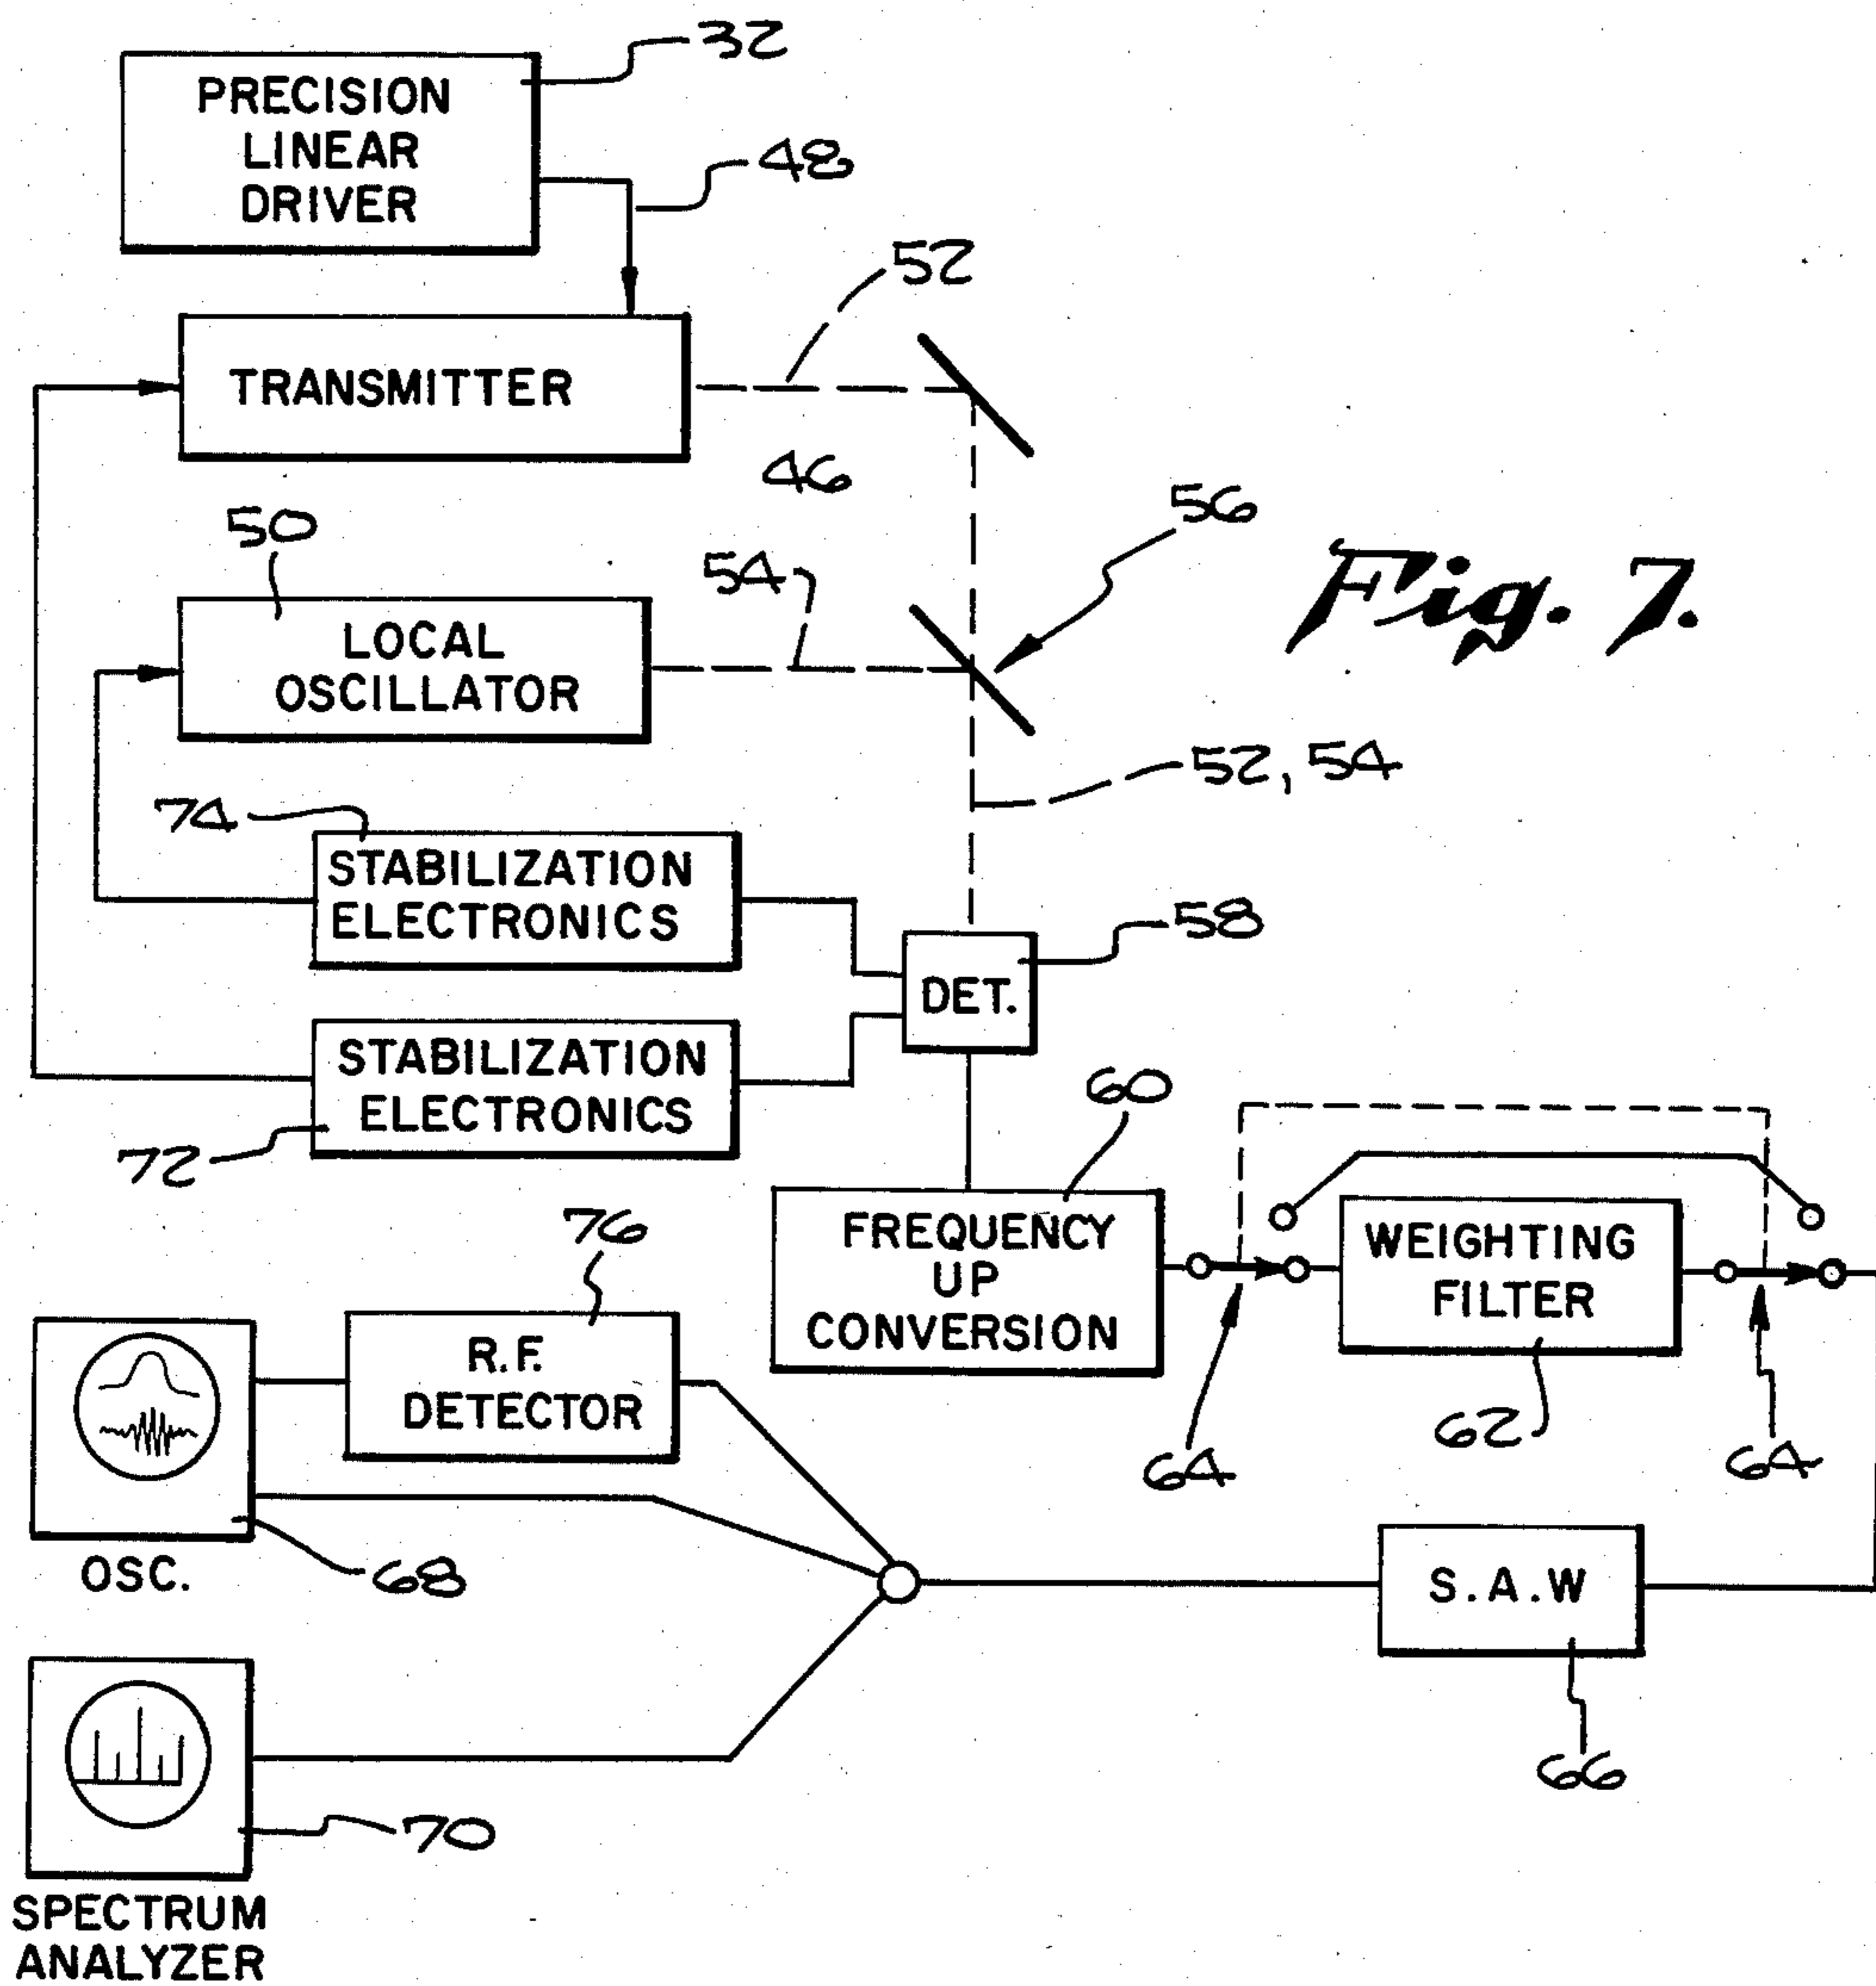 32
PRECISION
LINEAR
DRIVER
48
52
TRANSMITTER
46
56
50
54
Fig. 7.
LOCAL
OSCILLATOR
52, 54
74
STABILIZATION
ELECTRONICS
58
DET.
STABILIZATION
ELECTRONICS
60
72
76
FREQUENCY
UP
CONVERSION
WEIGHTING
FILTER
R.F.
DETECTOR
62
64
64
OSC.
68
S.A.W
66
70
SPECTRUM
ANALYZER